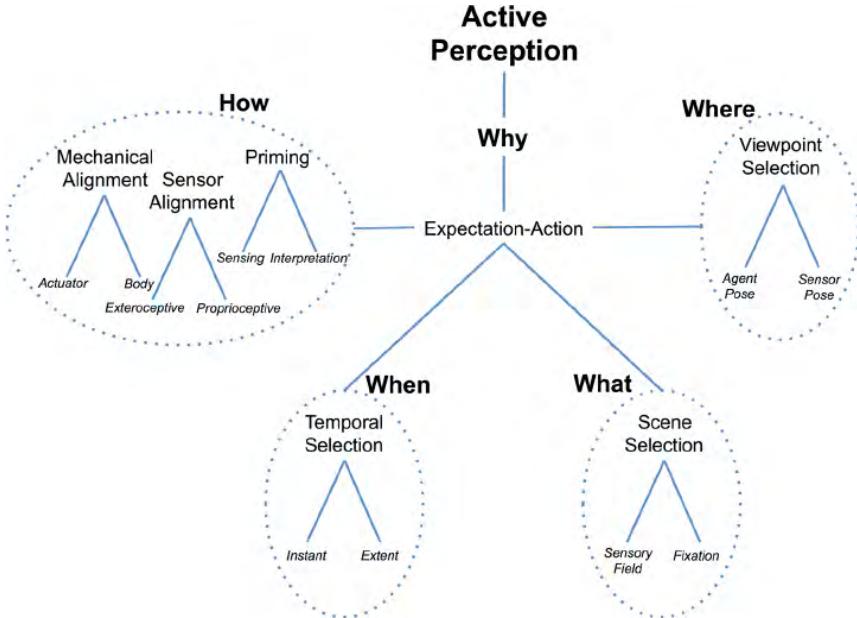 Active
Perception
How
Where
Why
Mechanical
Alignment
Sensor
Alignment
Priming
Viewpoint
Selection
Expectation-Action
Sensing
Interpretation
Actuator
Body
Exteroceptive
Proprioceptive
Agent
Pose
Sensor
Pose
When
What
Temporal
Selection
Scene
Selection
Instant
Extent
Sensory
Field
Fixation